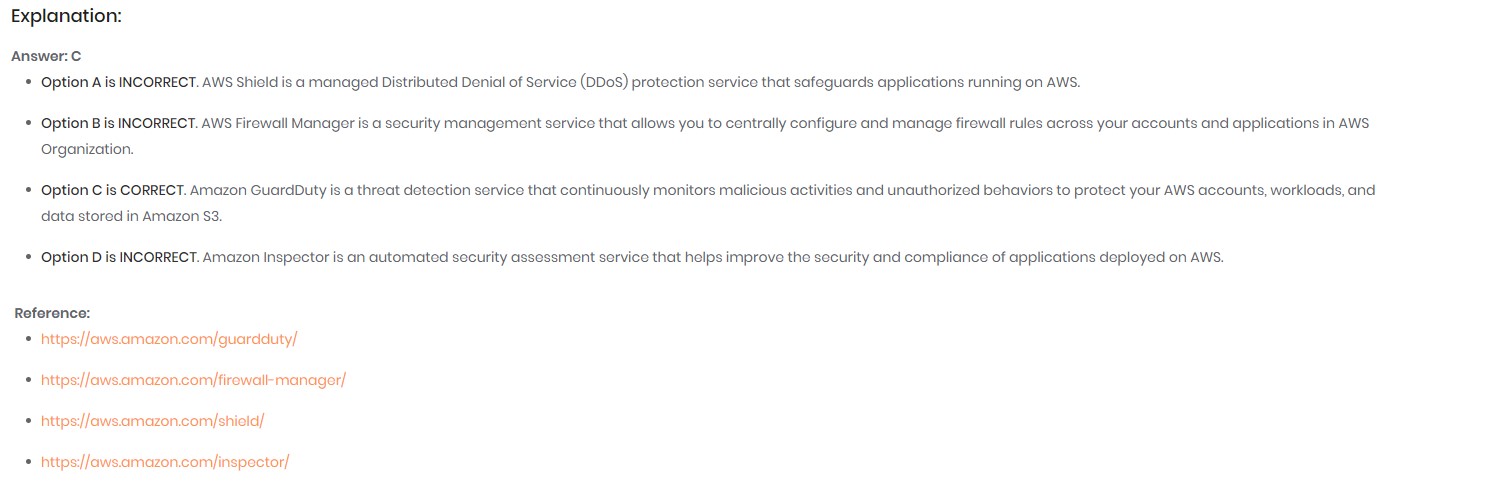 Explanation:
Answer: C
• Option A is INCORRECT. AWS Shield is a managed Distributed Denial of Service (DDoS) protection service that safeguards applications running on AWS.
• Option B is INCORRECT. AWS Firewall Manager is a security management service that allows you to centrally configure and manage firewall rules across your accounts and applications in AWS
Organization.
• Option C is CORRECT. Amazon GuardDuty is a threat detection service that continuously monitors malicious activities and unauthorized behaviors to protect your AWS accounts, workloads, and
data stored in Amazon S3.
• Option D is INCORRECT. Amazon Inspector is an automated security assessment service that helps improve the security and compliance of applications deployed on AWS.
Reference:
• https://aws.amazon.com/guardduty/
• https://aws.amazon.com/firewall-manager/
• https://aws.amazon.com/shield/
• https://aws.amazon.com/inspector/